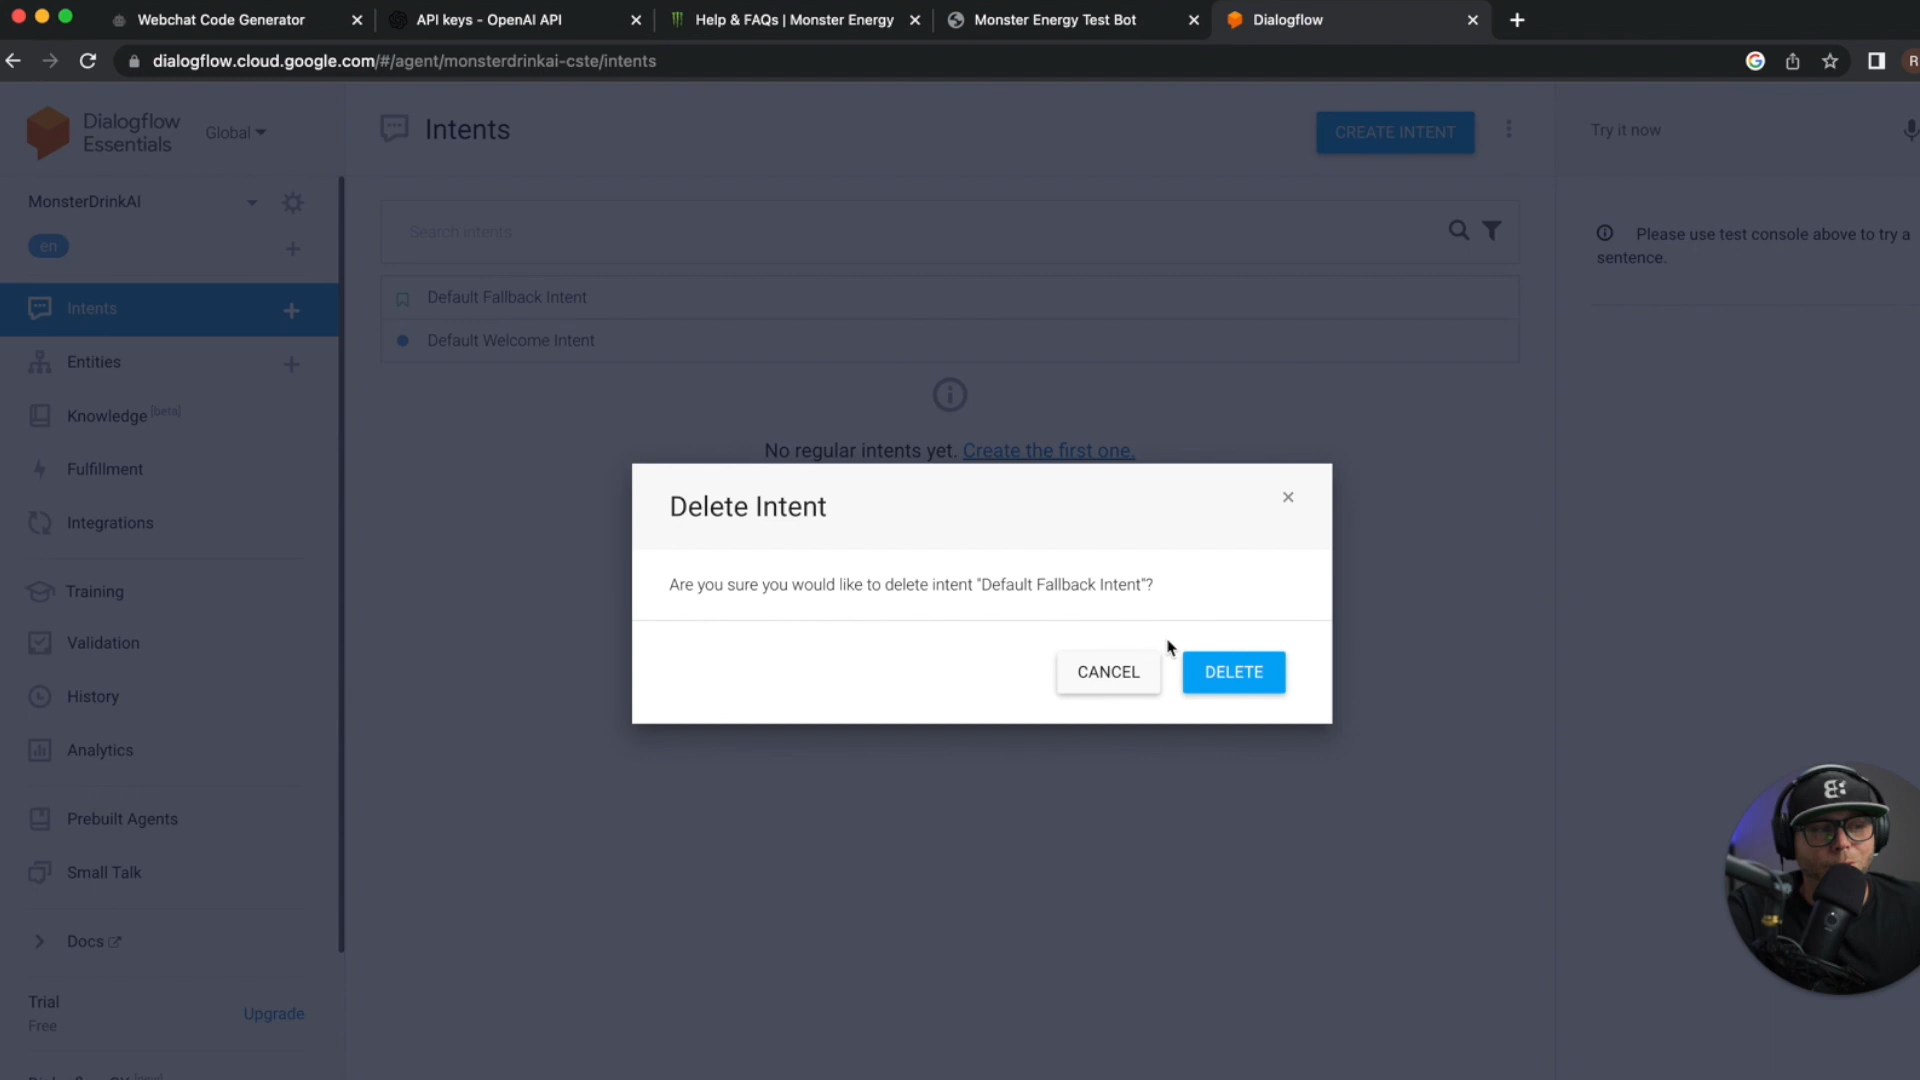 Webchat Code Generator
API keys - OpenAI API
Help & FAQs | Monster Energy
Monster Energy Test Bot
Dialogflow
dialogflow.cloud.google.com/#/agent/monsterdrinkai-cste/intents
R
Dialogflow
Essentials
Global
Intents
CREATE INTENT
Try it now
MonsterDrinkAI
en
Search intents
Please use test console above to try a
sentence.
Intents
Default Fallback Intent
Default Welcome Intent
Entities
Knowledge [beta]
No regular intents yet. Create the first one.
Fulfillment
Integrations
Delete Intent
Are you sure you would like to delete intent "Default Fallback Intent"?
CANCEL
DELETE
Training
Validation
History
Analytics
Prebuilt Agents
Small Talk
Docs
Trial
Free
Upgrade